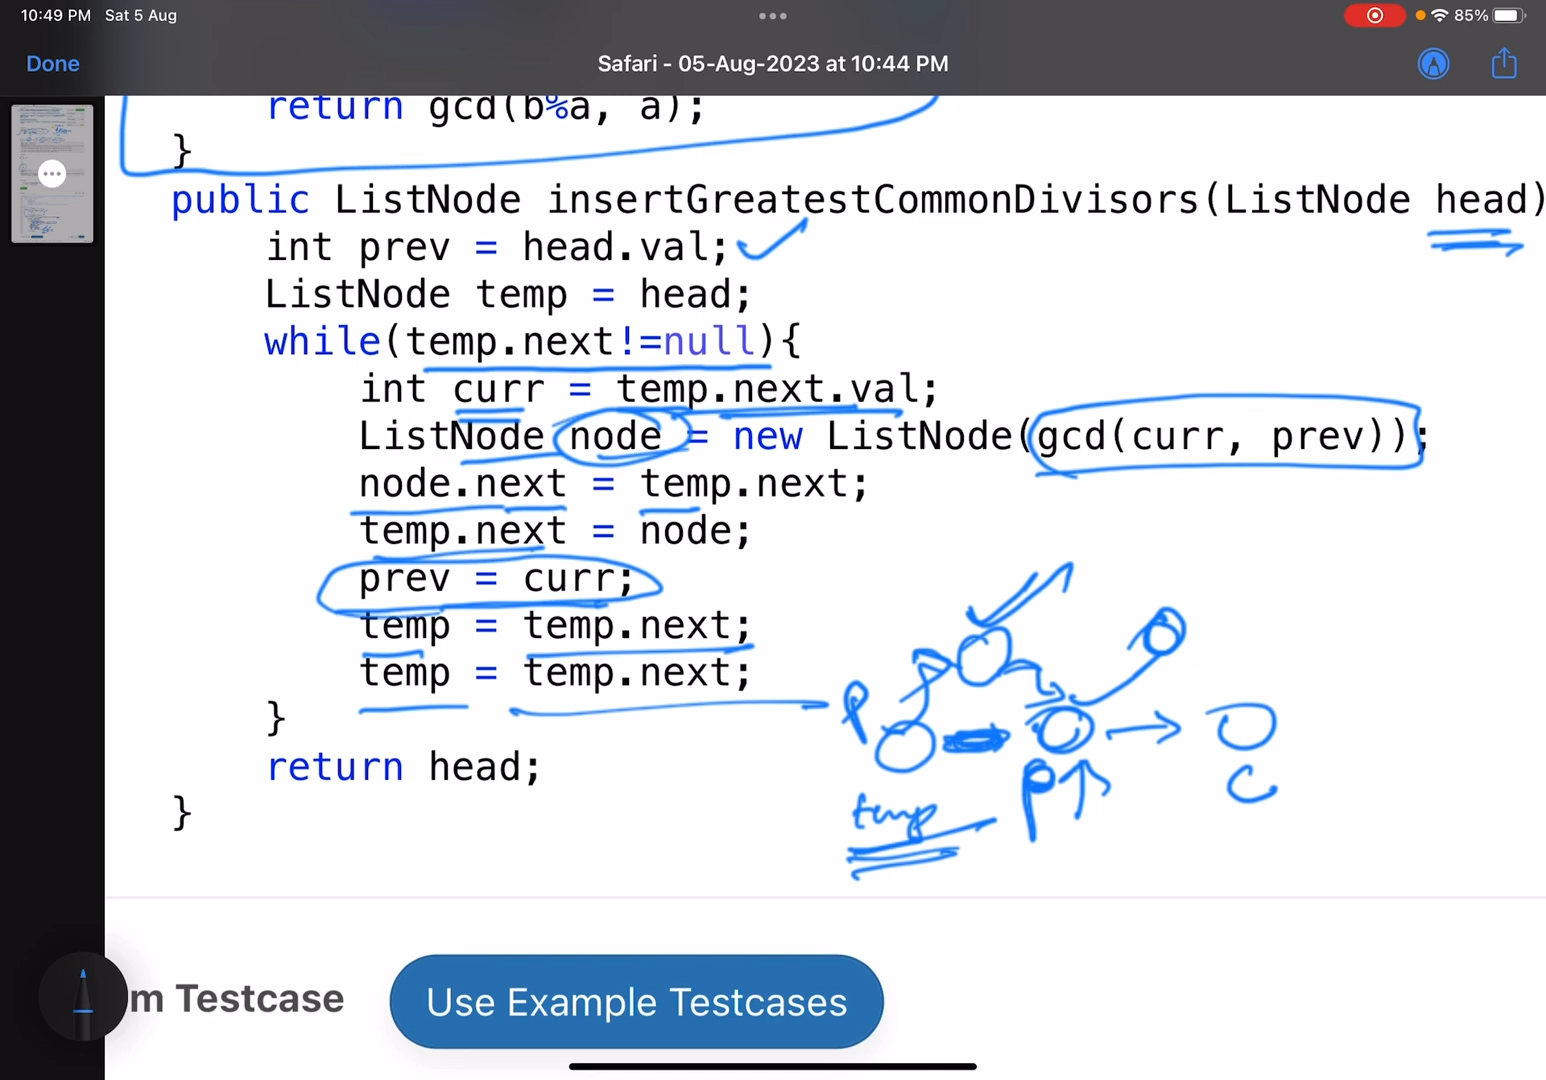 10:49 PM Sat 5 Aug
85%
Done
Safari - 05-Aug-2023 at 10:44 PM
return gcd(b%a, a);
}
public ListNode insertGreatestCommonDivisors(ListNode head)
int prev = head.val;
ListNode temp = head;
while(temp.next!=null){
int curr = temp.next.val;
ListNode node = new ListNode(gcd(curr, prev));
node.next = temp.next;
temp.next = node;
prev = curr;
temp = temp.next;
temp = temp.next;
}
return head;
}
P
temp
P
C
m Testcase
Use Example Testcases